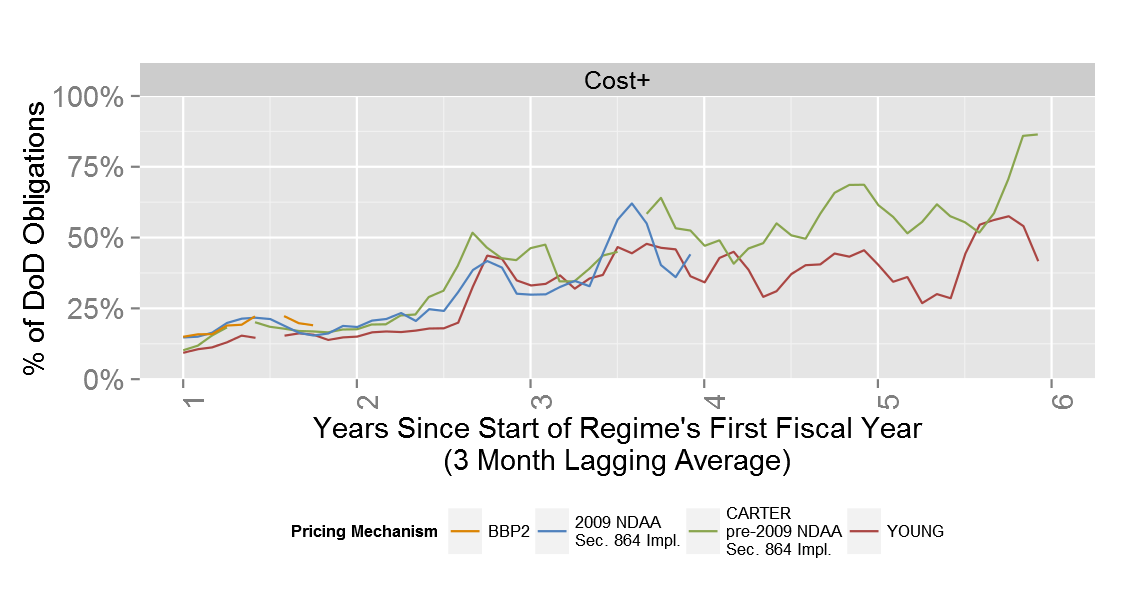 Cost+
100%
75%
50%
25%
0%
% of DoD Obligations
1
2
3
4
5
6
Years Since Start of Regime's First Fiscal Year
(3 Month Lagging Average)
Pricing Mechanism
BBP2
2009 NDAA
Sec. 864 Impl.
CARTER
pre-2009 NDAA
Sec. 864 Impl.
YOUNG